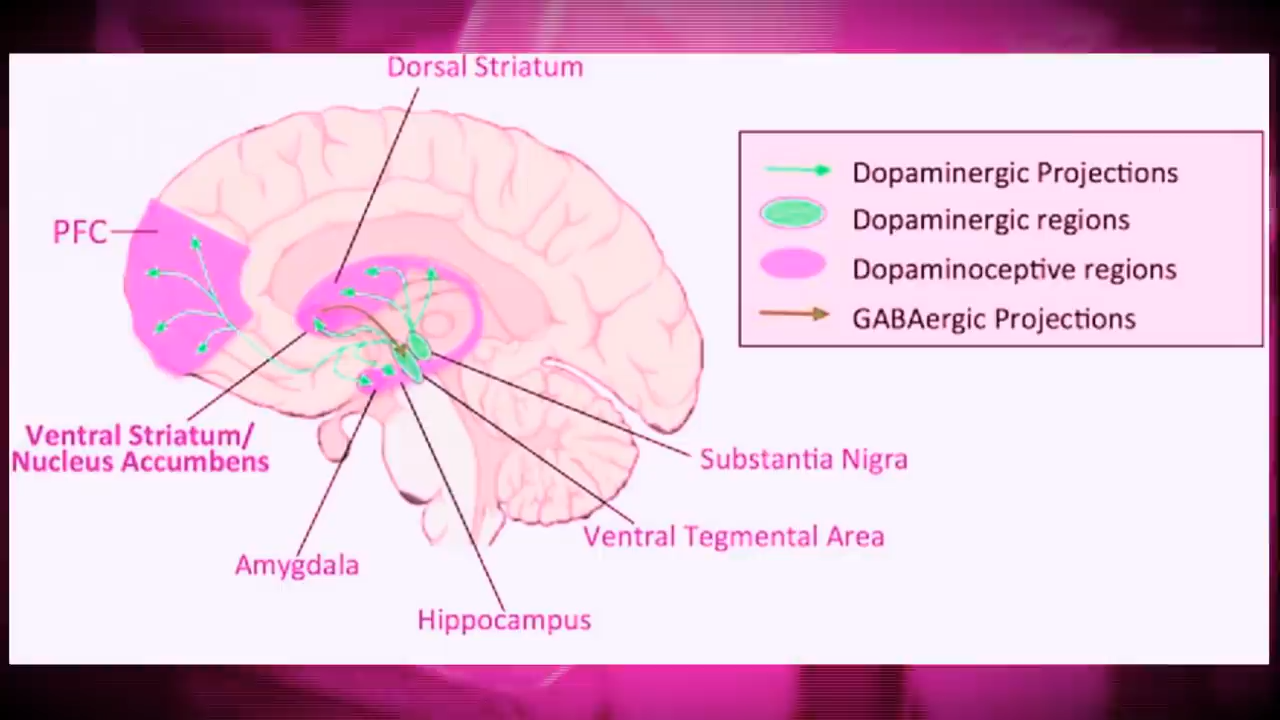 Dorsal Striatum
PFC
Dopaminergic Projections
Dopaminergic regions
Dopaminoceptive regions
GABAergic Projections
Ventral Striatum/
Nucleus Accumbens
Substantia Nigra
Ventral Tegmental Area
Amygdala
Hippocampus